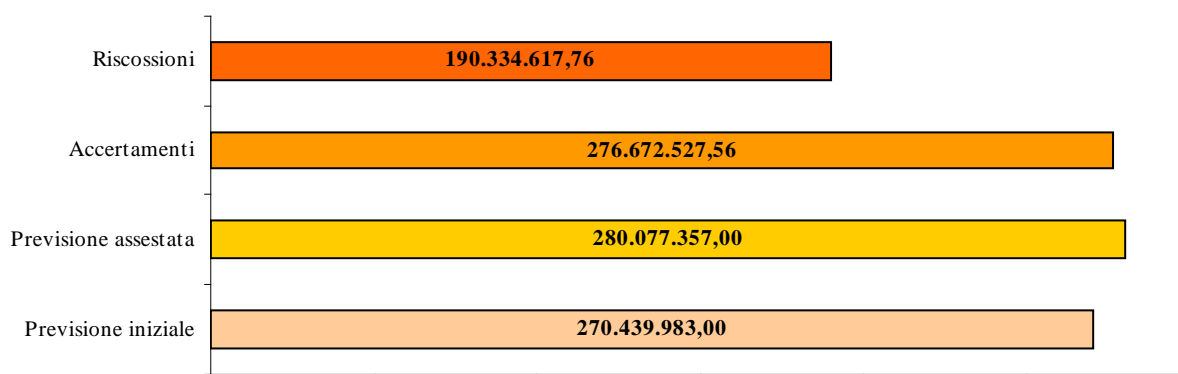 Riscossioni 190.334.617,76
Accertamenti 276.672.527,56
Previsione assestata 280.077.357,00
Previsione iniziale 270.439.983,00